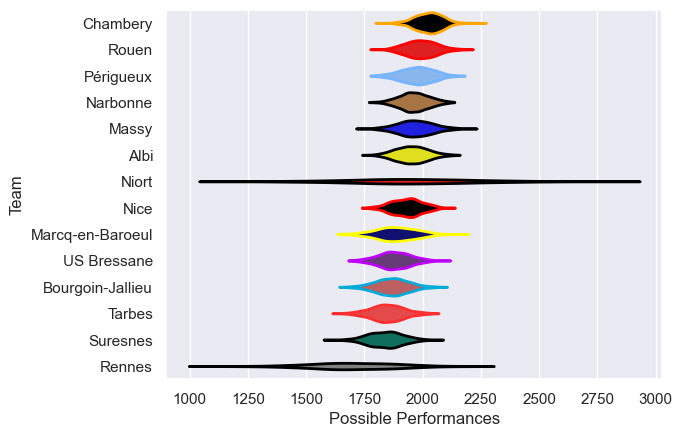 Chambery
Rouen
Périgueux
Narbonne
Massy
Albi
Niort
Nice
Marcq-en-Baroeul
US Bressane
Bourgoin-Jallieu
Tarbes
Suresnes
Rennes
Team
1000 1250 1500 1750 2000 2250 2500 2750 3000
Possible Performances